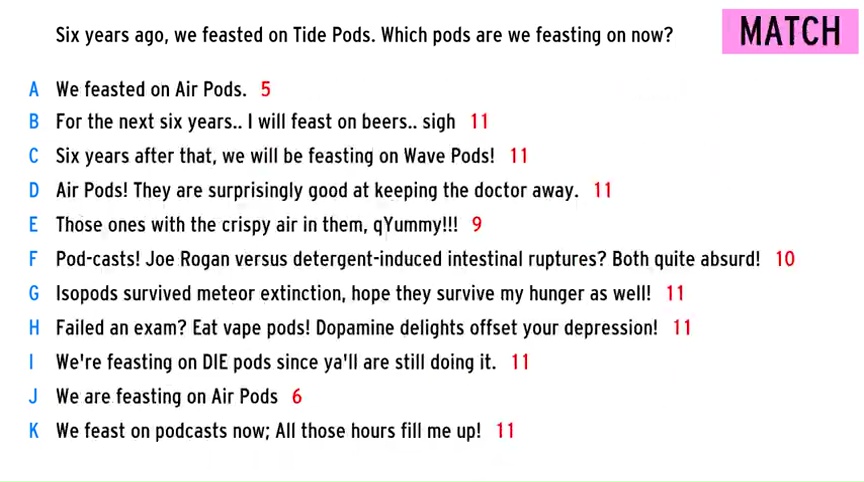 Six years ago, we feasted on Tide Pods. Which pods are we feasting on now?
MATCH
A We feasted on Air Pods. 5
B For the next six years.. I will feast on beers.. sigh 11
C Six years after that, we will be feasting on Wave Pods! 11
D Air Pods! They are surprisingly good at keeping the doctor away. 11
E Those ones with the crispy air in them, qYummy!!! 9
F Pod-casts! Joe Rogan versus detergent-induced intestinal ruptures? Both quite absurd! 10
G Isopods survived meteor extinction, hope they survive my hunger as well! 11
H Failed an exam? Eat vape pods! Dopamine delights offset your depression! 11
I We're feasting on DIE pods since ya'll are still doing it. 11
J We are feasting on Air Pods 6
K We feast on podcasts now; All those hours fill me up! 11